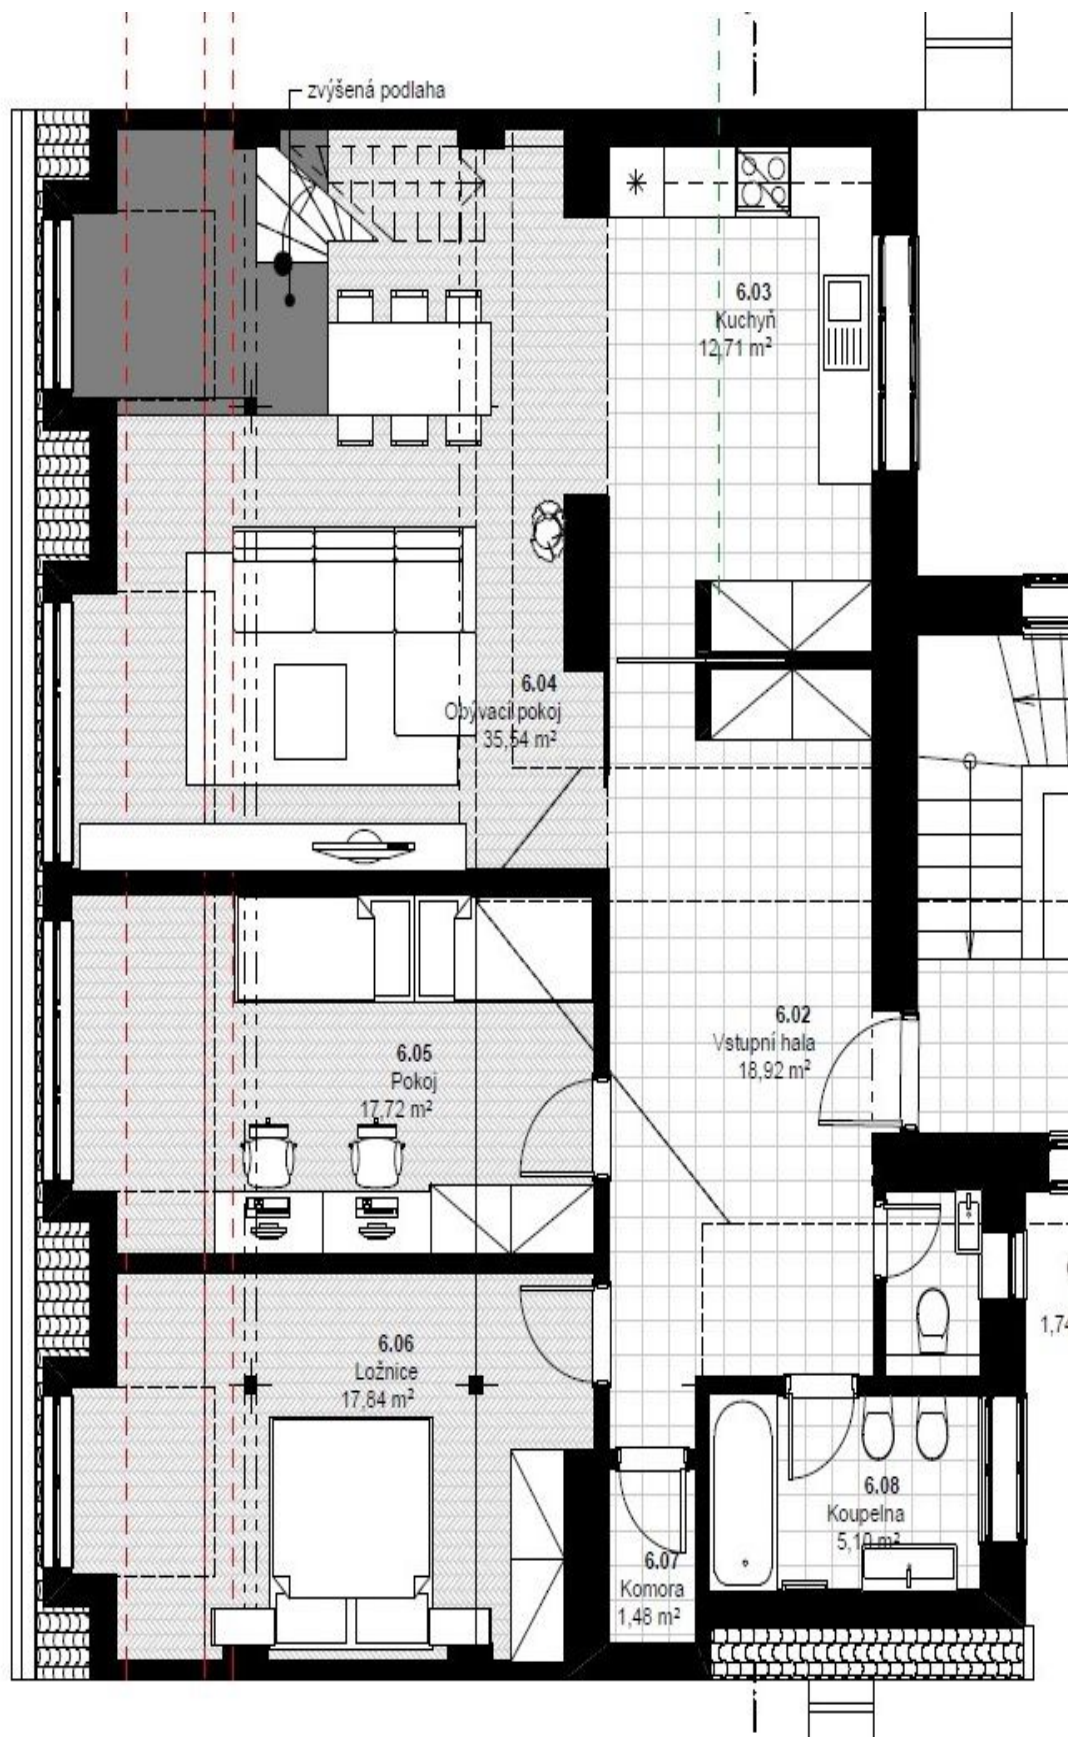 zvýšená podlaha
6.03
Kuchyň
12,71 m²
6.04
Obývací pokoj
35,54 m²
6.02
Vstupní hala
18,92 m²
6.05
Pokoj
17,72 m²
6.06
Ložnice
17,84 m²
1,74
6.08
Koupelna
5,10 m²
6.07
Komora
1,48 m²